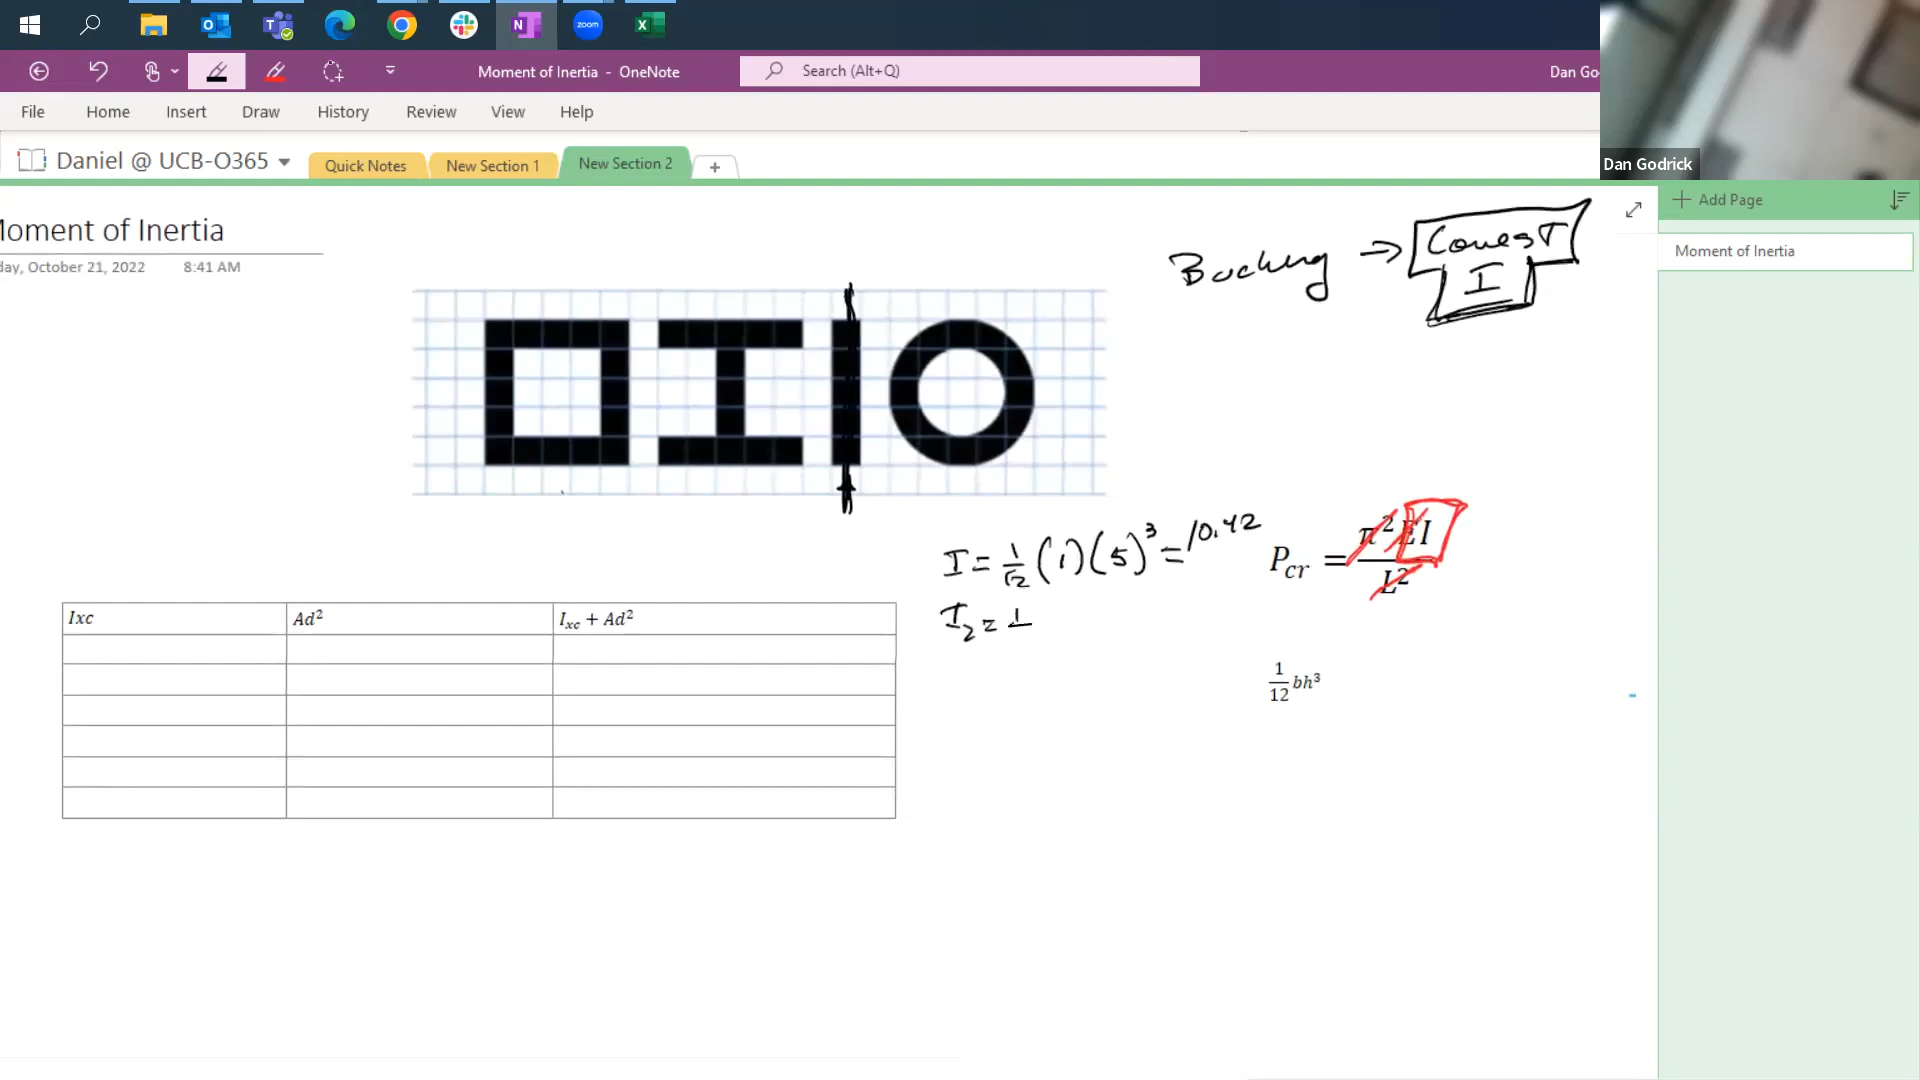 Moment of Inertia - OneNote
Search (Alt+Q)
Dan Go
File Home Insert Draw History Review View Help
Dan Godrick
Daniel @ UCB-O365
Quick Notes
New Section 1
New Section 2
Add Page
Moment of Inertia
loment of Inertia
day, October 21, 2022 8:41 AM
→ I
I = 1/12 (1)(5)³ = 10.42
P_cr = π² EI / L²
I₂ = 1
Ixc Ad² I_xc + Ad²
1/12 bh³